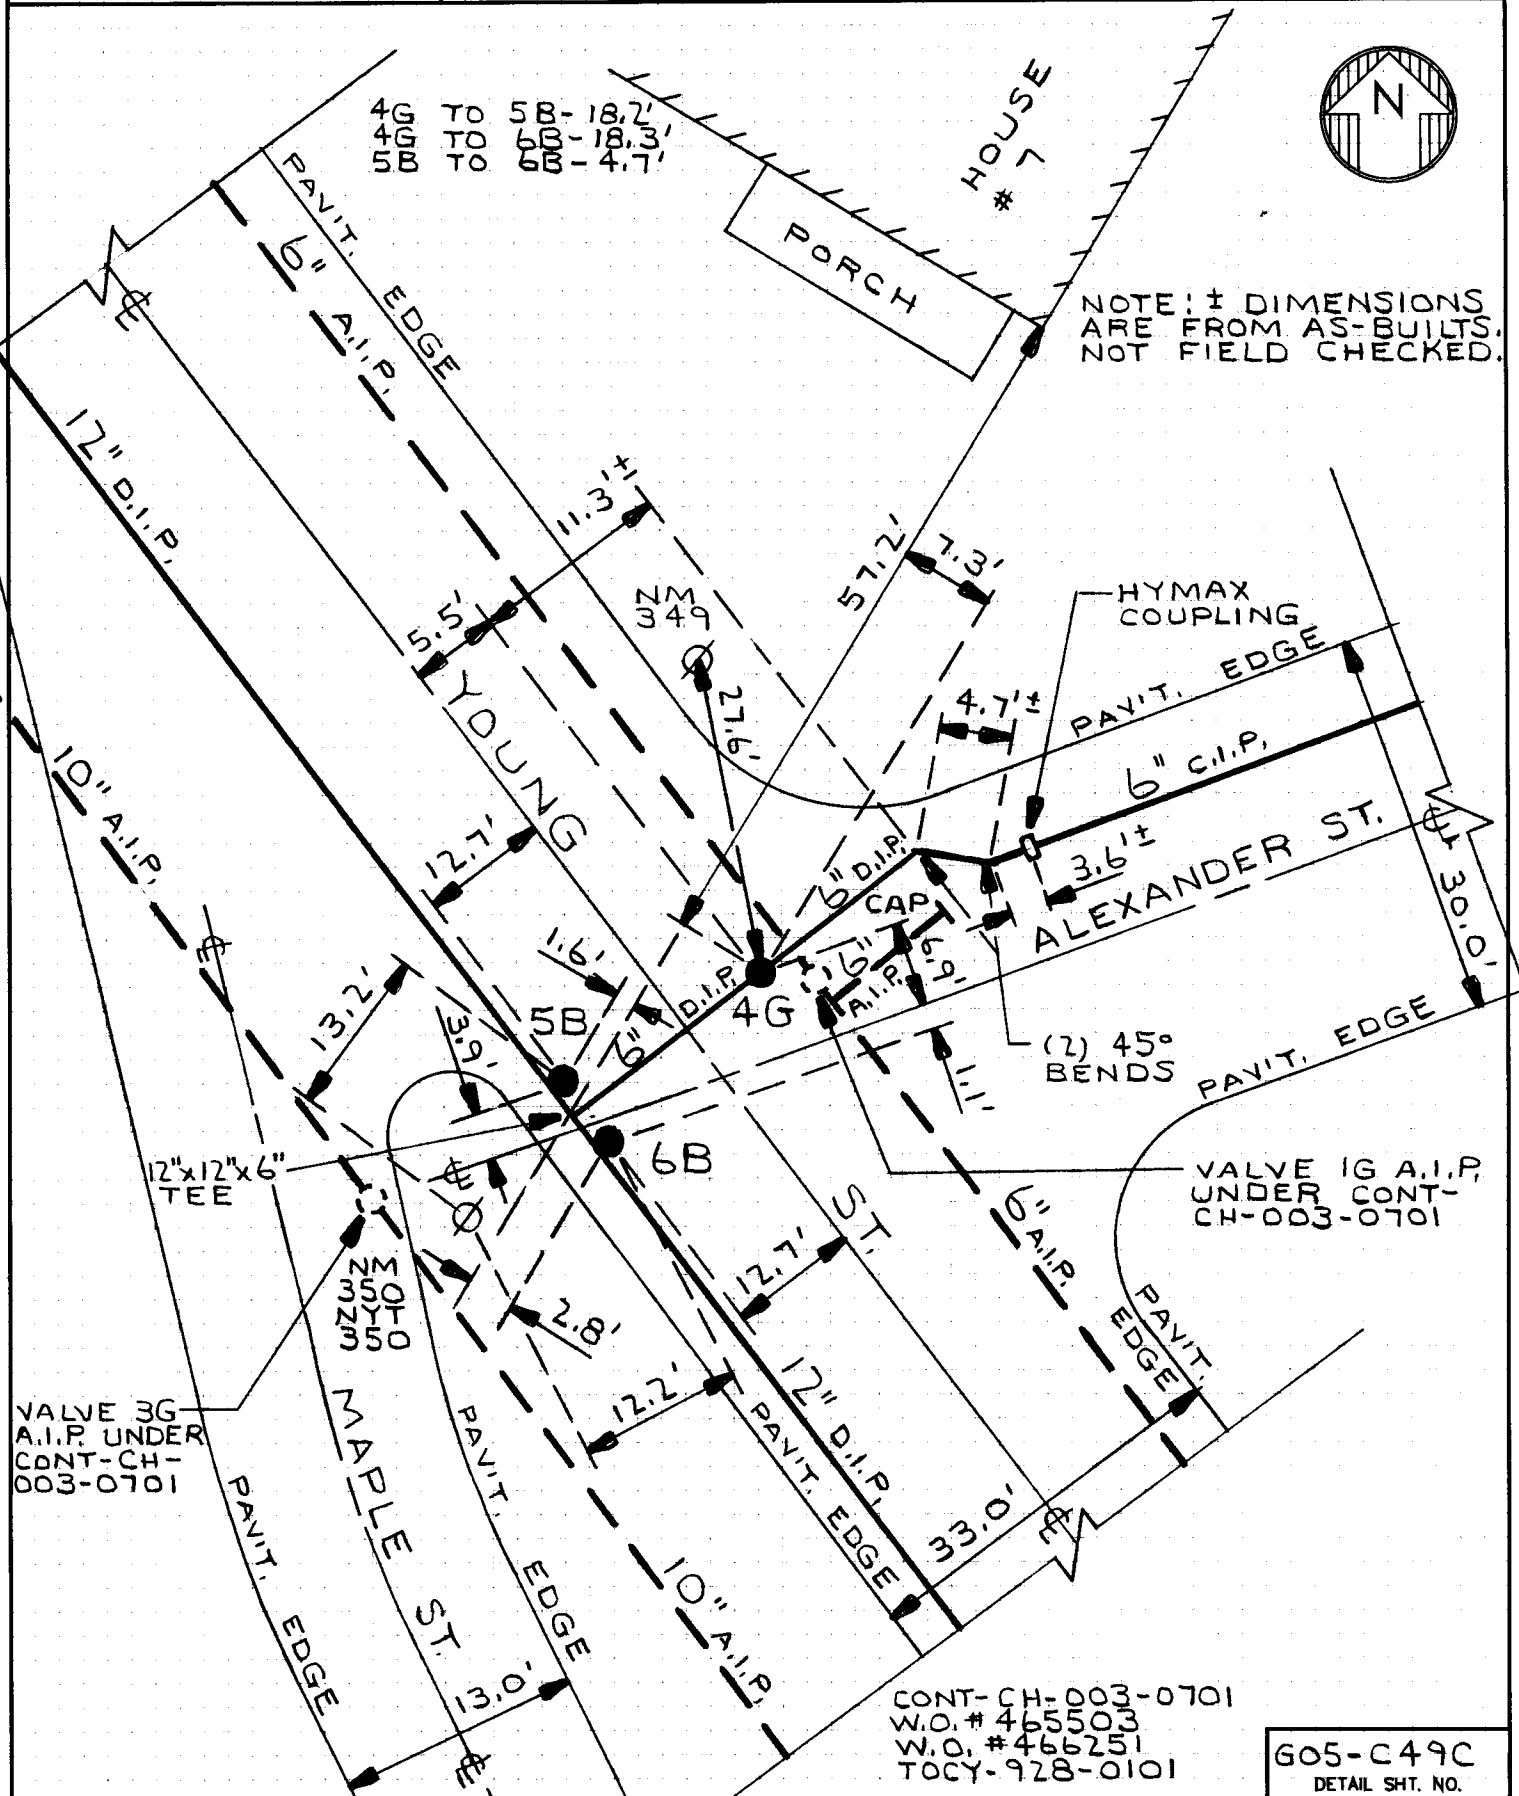 4G TO 5B-18.2'
4G TO 6B-18.3'
5B TO 6B-4.7'
HOUSE
#7
N
PORCH
NOTE: ± DIMENSIONS
ARE FROM AS-BUILTS.
NOT FIELD CHECKED.
PAV'T. EDGE
6" A.I.P.
℄
12" D.I.P.
11.3'±
5.5'
NM
349
27.6'
57.2'
7.3'
HYMAX
COUPLING
PAV'T. EDGE
4.7'±
6" C.I.P.
YOUNG
10" A.I.P.
12.7'
6" D.I.P.
CAP
3.6'±
ALEXANDER ST.
℄
30.0'
℄
13.2'
1.6'
3.9'
5B
6" D.I.P.
4G
6" A.I.P.
6.9'
(2) 45°
BENDS
1.1'
PAV'T. EDGE
12"x12"x6"
TEE
℄
6B
VALVE 1G A.I.P.
UNDER CONT-
CH-003-0701
NM
350
NYT
350
ST.
12.7'
6" A.I.P.
PAV'T.
EDGE
2.8'
12.2'
VALVE 3G
A.I.P. UNDER
CONT-CH-
003-0701
MAPLE ST.
PAV'T. EDGE
PAV'T. EDGE
PAV'T. EDGE
12" D.I.P.
33.0'
℄
10" A.I.P.
13.0'
℄
CONT-CH-003-0701
W.O.#465503
W.O.#466251
TOCY-928-0101
G05-C49C
DETAIL SHT. NO.